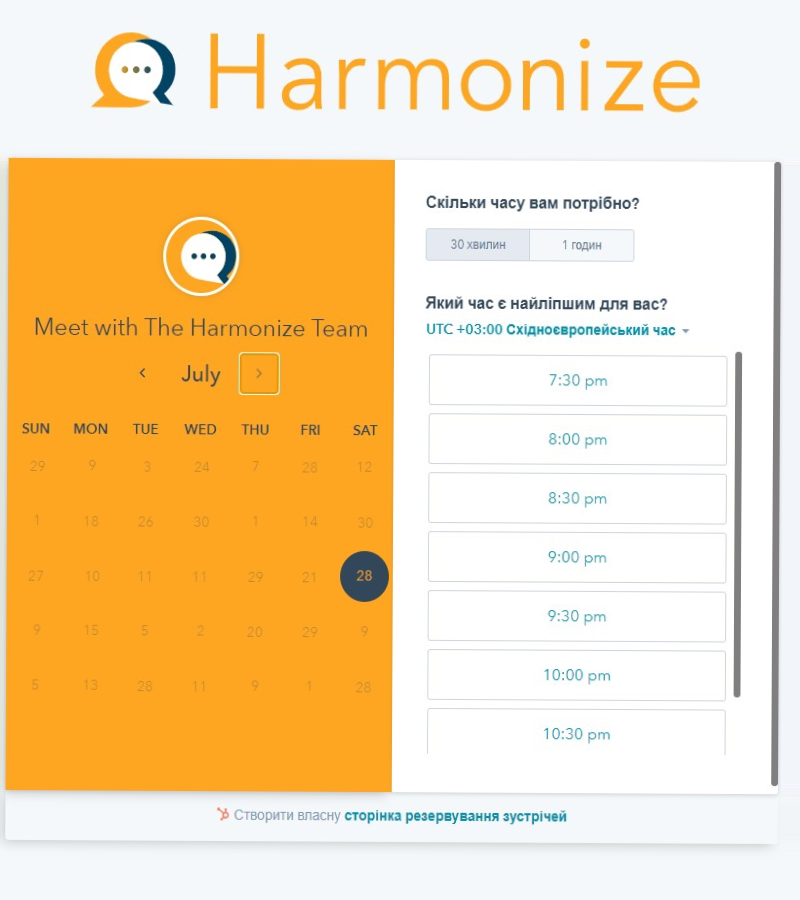 Harmonize
Meet with The Harmonize Team
‹ July ›
SUN MON TUE WED THU FRI SAT
29 9 3 24 7 28 12
1 18 26 30 1 14 30
27 10 11 11 29 21 28
9 15 5 2 20 29 9
5 13 28 11 9 1 28
Скільки часу вам потрібно?
30 хвилин 1 годин
Який час є найліпшим для вас?
UTC +03:00 Східноєвропейський час
7:30 pm
8:00 pm
8:30 pm
9:00 pm
9:30 pm
10:00 pm
10:30 pm
Створити власну сторінка резервування зустрічей